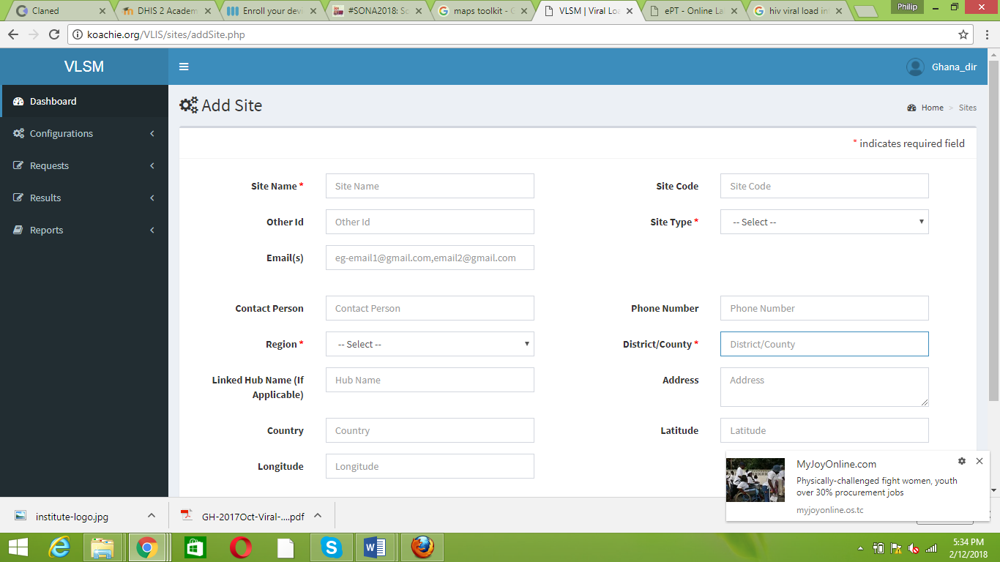 Claned
DHIS 2 Academ
Enroll your dev
#SONA2018: Sc
maps toolkit - G
VLSM | Viral Loa
ePT - Online La
hiv viral load in
Philip
koachie.org/VLIS/sites/addSite.php
VLSM
Ghana_dir
Dashboard
Configurations
Requests
Results
Reports
Add Site
Home > Sites
* indicates required field
Site Name *
Site Name
Site Code
Site Code
Other Id
Other Id
Site Type *
-- Select --
Email(s)
eg-email1@gmail.com,email2@gmail.com
Contact Person
Contact Person
Phone Number
Phone Number
Region *
-- Select --
District/County *
District/County
Linked Hub Name (If
Applicable)
Hub Name
Address
Address
Country
Country
Latitude
Latitude
Longitude
Longitude
MyJoyOnline.com
Physically-challenged fight women, youth
over 30% procurement jobs
myjoyonline.os.tc
institute-logo.jpg
GH-2017Oct-Viral-....pdf
5:34 PM
2/12/2018